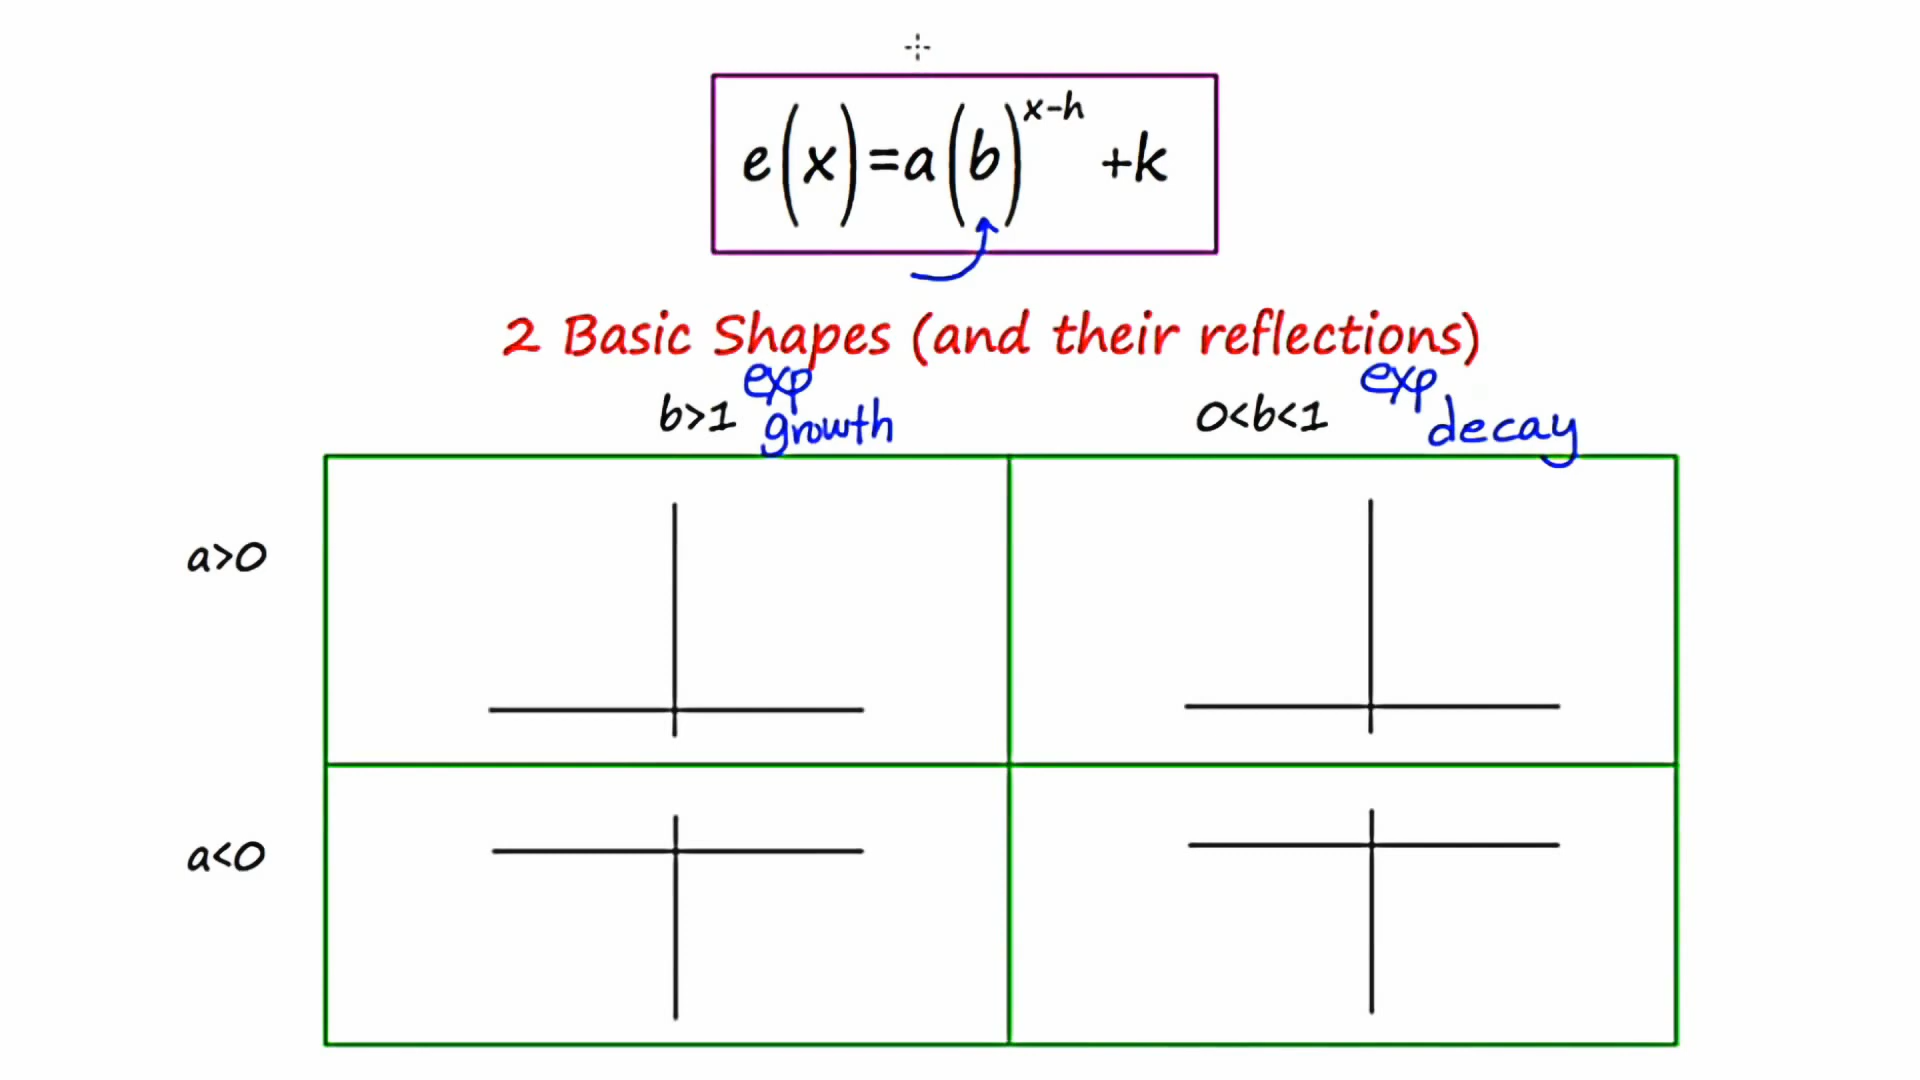 e(x)=a(b)^{x-h} +k
2 Basic Shapes (and their reflections)
b>1 exp growth
0<b<1 exp decay
a>0
a<0